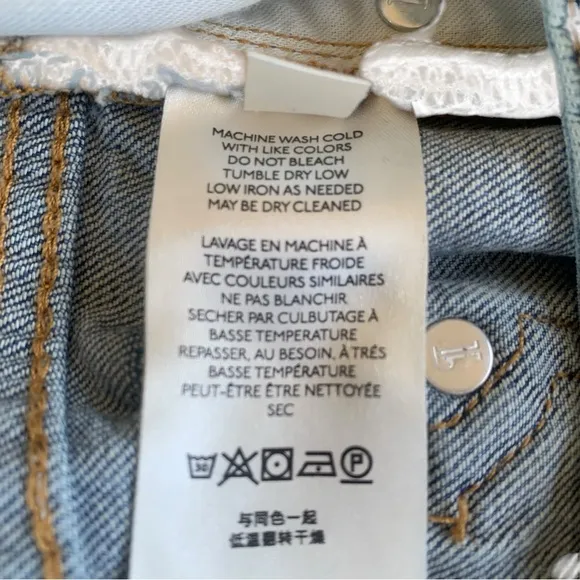 MACHINE WASH COLD
WITH LIKE COLORS
DO NOT BLEACH
TUMBLE DRY LOW
LOW IRON AS NEEDED
MAY BE DRY CLEANED
LAVAGE EN MACHINE À
TEMPÉRATURE FROIDE
AVEC COULEURS SIMILAIRES
NE PAS BLANCHIR
SECHER PAR CULBUTAGE À
BASSE TEMPERATURE
REPASSER, AU BESOIN, À TRÉS
BASSE TEMPÉRATURE
PEUT-ÊTRE ÊTRE NETTOYÉE
SEC
30 P
与同色一起
低温翻转干燥